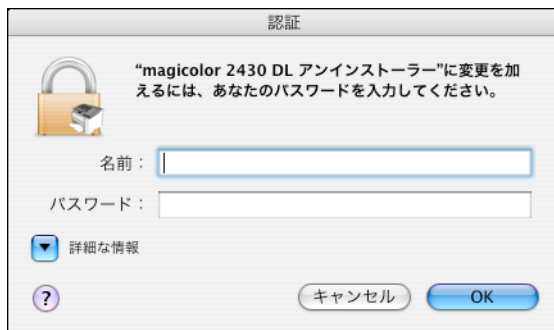 認証
“magicolor 2430 DL アンインストーラー”に変更を加
えるには、あなたのパスワードを入力してください。
名前：
パスワード：
詳細な情報
?
キャンセル
OK